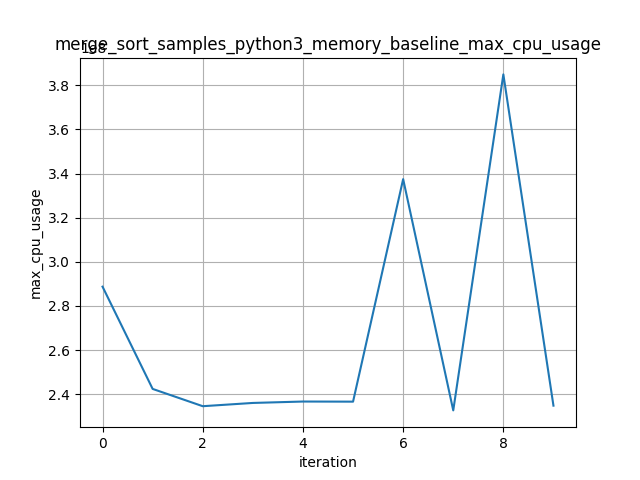 merge_sort_samples_python3_memory_baseline_max_cpu_usage
1e8
3.8
3.6
3.4
3.2
3.0
2.8
2.6
2.4
max_cpu_usage
0 2 4 6 8
iteration